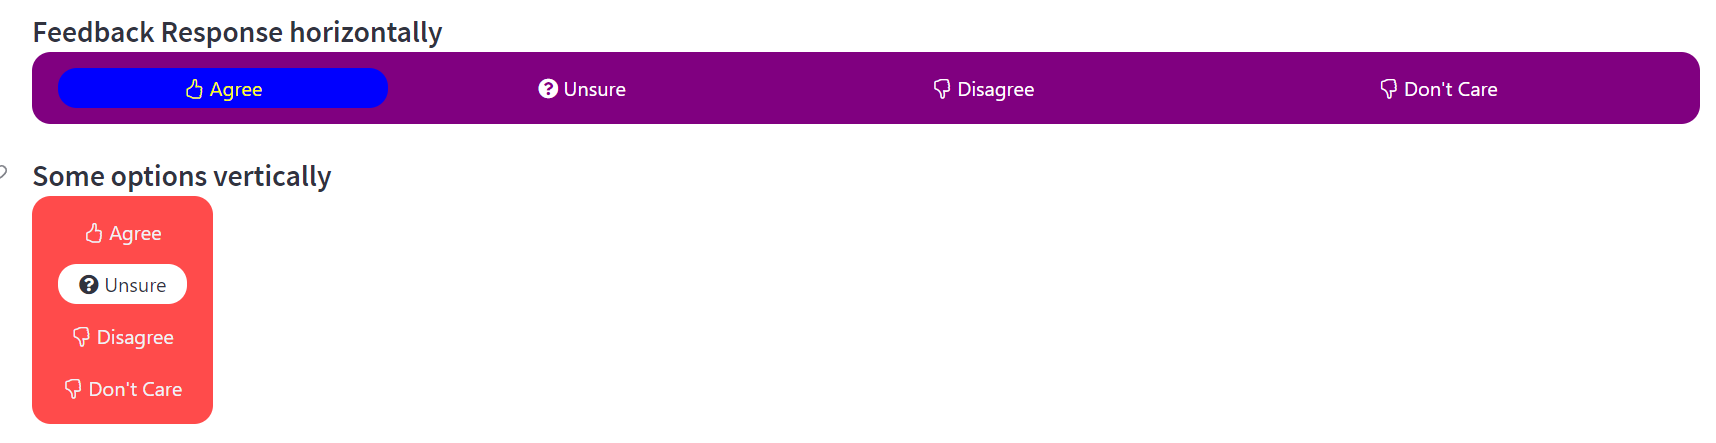 Feedback Response horizontally
Agree Unsure Disagree Don't Care
Some options vertically
Agree
Unsure
Disagree
Don't Care